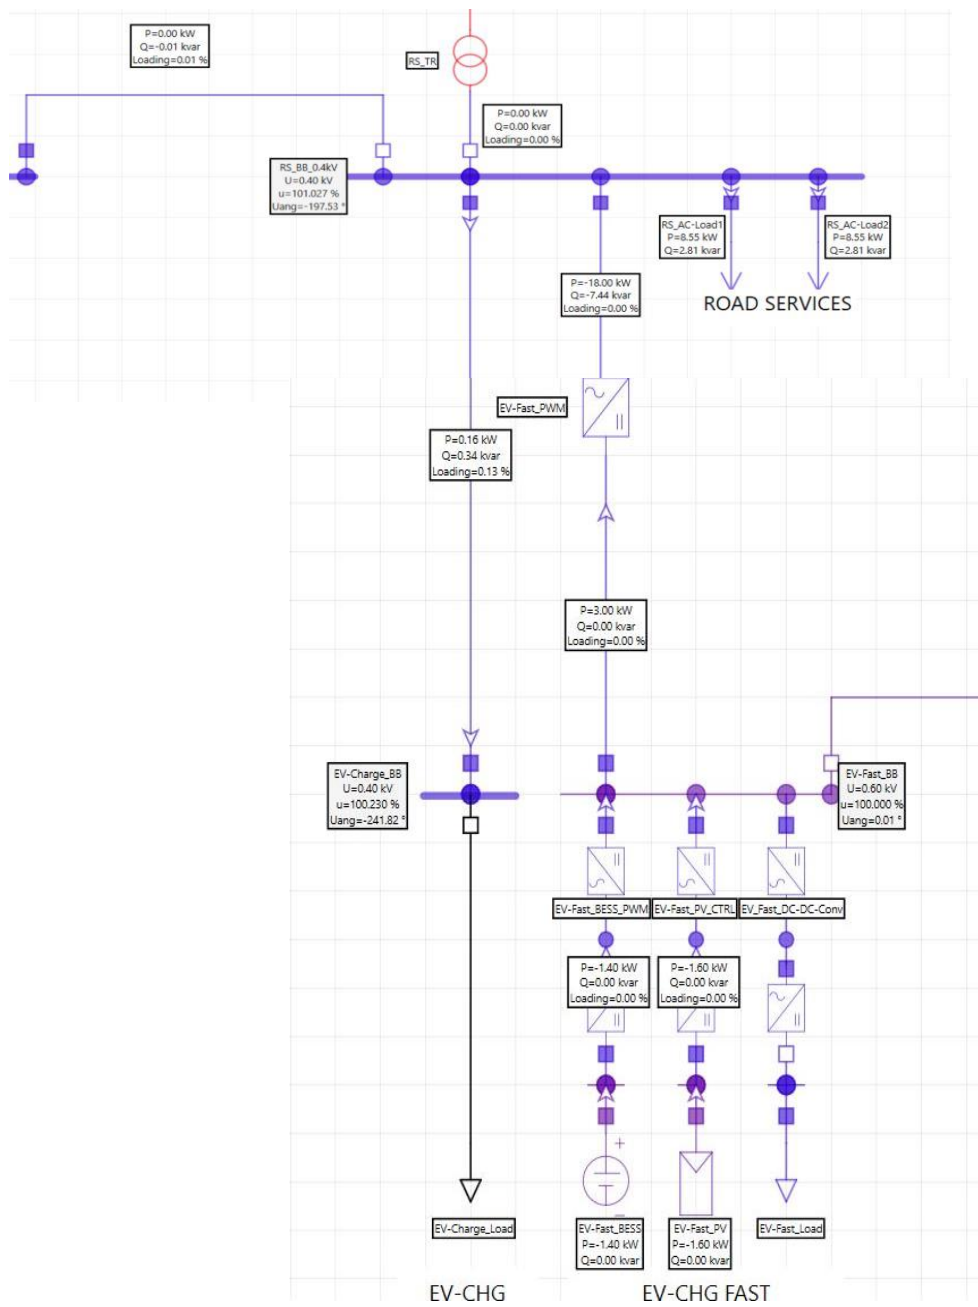 P=0.00 kW
Q=-0.01 kvar
Loading=0.01 %
RS_TR
P=0.00 kW
Q=0.00 kvar
Loading=0.00 %
RS_BB_0.4kV
U=0.40 kV
u=101.027 %
Uang=-197.53 °
RS_AC-Load1
P=8.55 kW
Q=2.81 kvar
RS_AC-Load2
P=8.55 kW
Q=2.81 kvar
P=-18.00 kW
Q=-7.44 kvar
Loading=0.00 %
ROAD SERVICES
EV-Fast_PWM
P=0.16 kW
Q=0.34 kvar
Loading=0.13 %
P=3.00 kW
Q=0.00 kvar
Loading=0.00 %
EV-Charge_BB
U=0.40 kV
u=100.230 %
Uang=-241.82 °
EV-Fast_BB
U=0.60 kV
u=100.000 %
Uang=0.01 °
EV-Fast_BESS_PWM
EV-Fast_PV_CTRL
EV_Fast_DC-DC-Conv
P=-1.40 kW
Q=0.00 kvar
Loading=0.00 %
P=-1.60 kW
Q=0.00 kvar
Loading=0.00 %
EV-Charge_Load
EV-Fast_BESS
P=-1.40 kW
Q=0.00 kvar
EV-Fast_PV
P=-1.60 kW
Q=0.00 kvar
EV-Fast_Load
EV-CHG
EV-CHG FAST